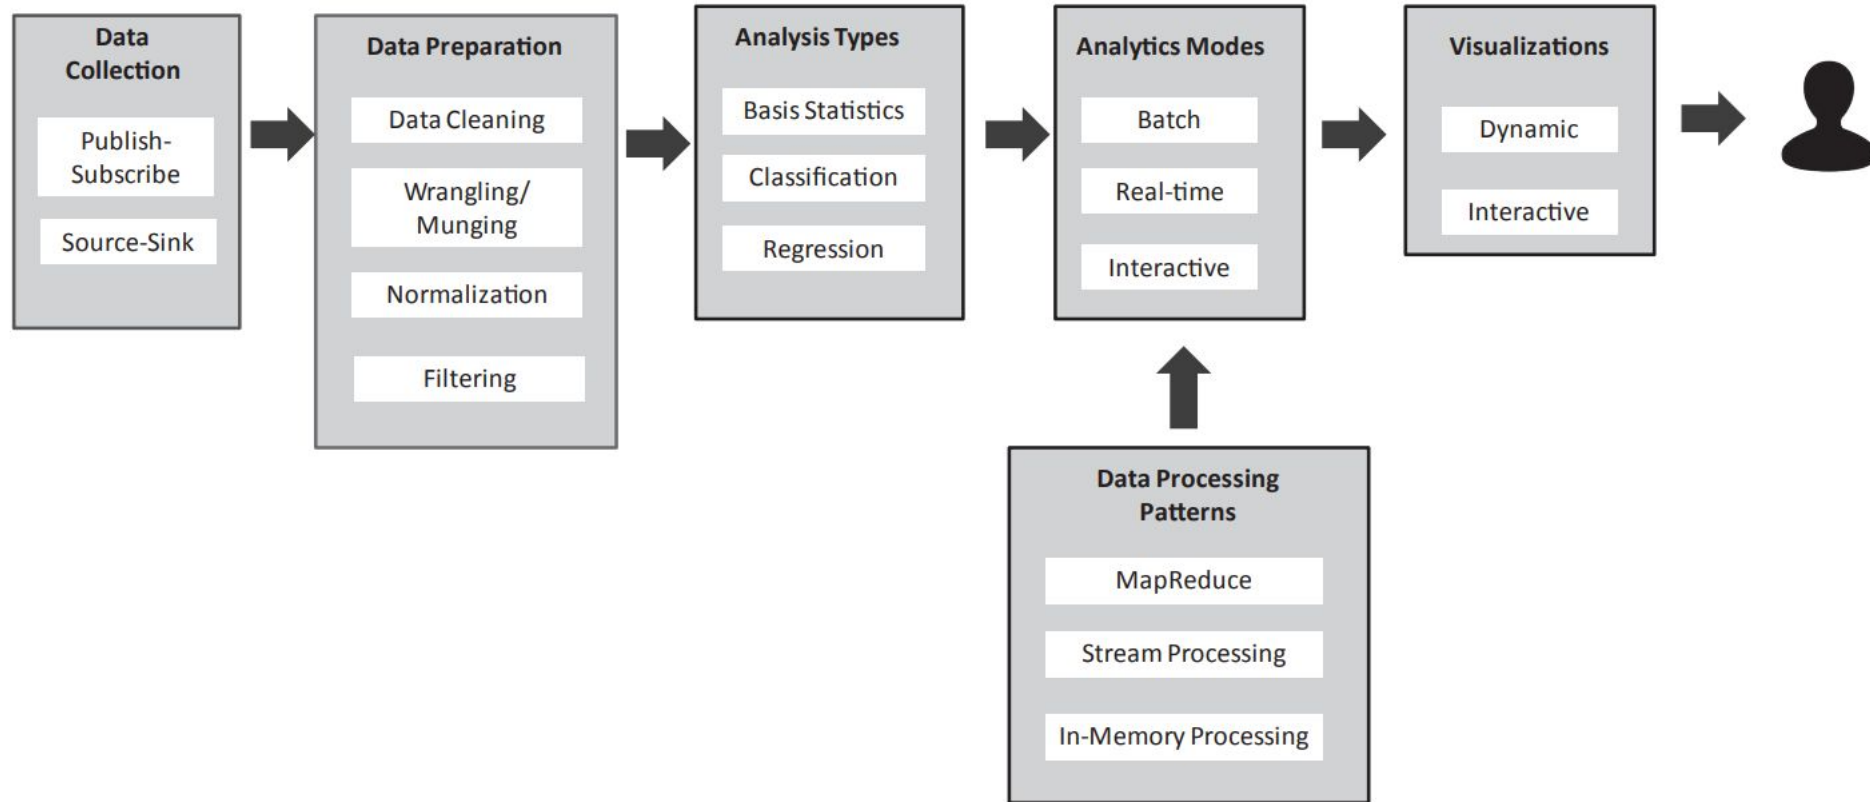 Data
Collection
Publish-
Subscribe
Source-Sink
Data Preparation
Data Cleaning
Wrangling/
Munging
Normalization
Filtering
Analysis Types
Basis Statistics
Classification
Regression
Analytics Modes
Batch
Real-time
Interactive
Visualizations
Dynamic
Interactive
Data Processing
Patterns
MapReduce
Stream Processing
In-Memory Processing